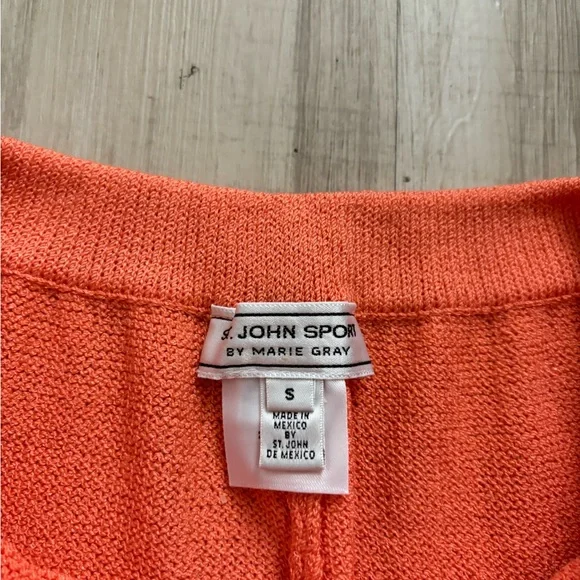 St. JOHN SPORT
BY MARIE GRAY
S
MADE IN
MEXICO
BY
ST. JOHN
DE MEXICO